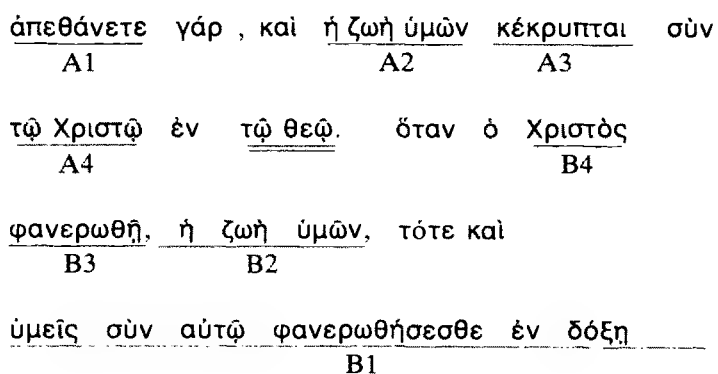 ἀπεθάνετε γάρ , καὶ ἡ ζωὴ ὑμῶν κέκρυπται σὺν
A1 A2 A3
τῷ Χριστῷ ἐν τῷ θεῷ. ὅταν ὁ Χριστὸς
A4 B4
φανερωθῇ, ἡ ζωὴ ὑμῶν, τότε καὶ
B3 B2
ὑμεῖς σὺν αὐτῷ φανερωθήσεσθε ἐν δόξῃ
B1